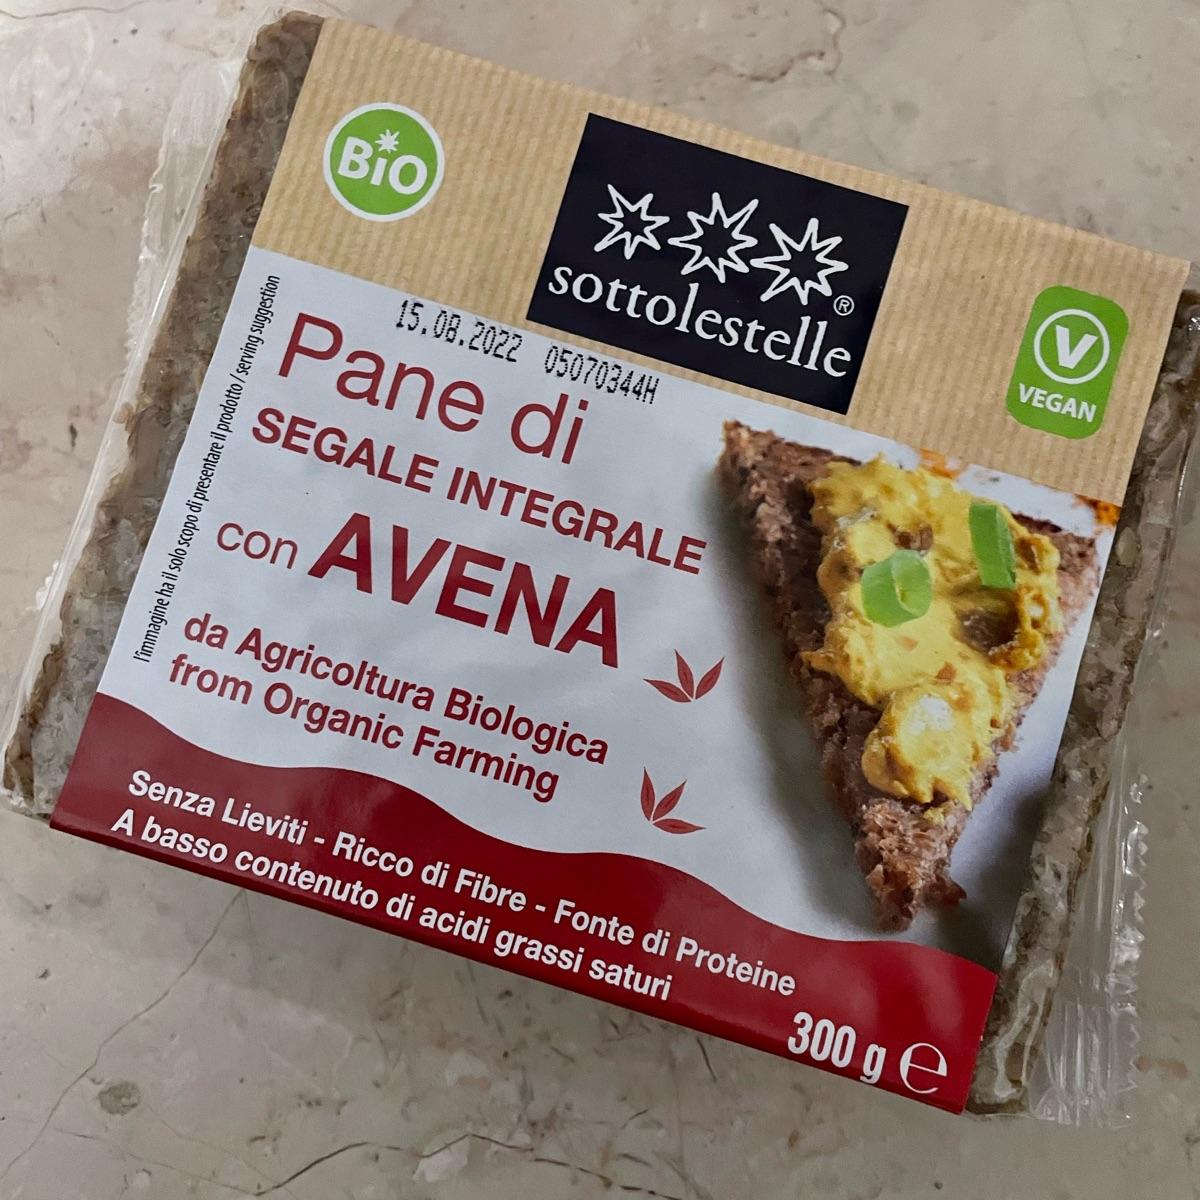 BiO
sottolestelle®
V
VEGAN
15.08.2022 05070344H
Pane di
SEGALE INTEGRALE
con AVENA
da Agricoltura Biologica
from Organic Farming
l'immagine ha il solo scopo di presentare il prodotto / serving suggestion
Senza Lieviti - Ricco di Fibre - Fonte di Proteine
A basso contenuto di acidi grassi saturi
300 g ℮